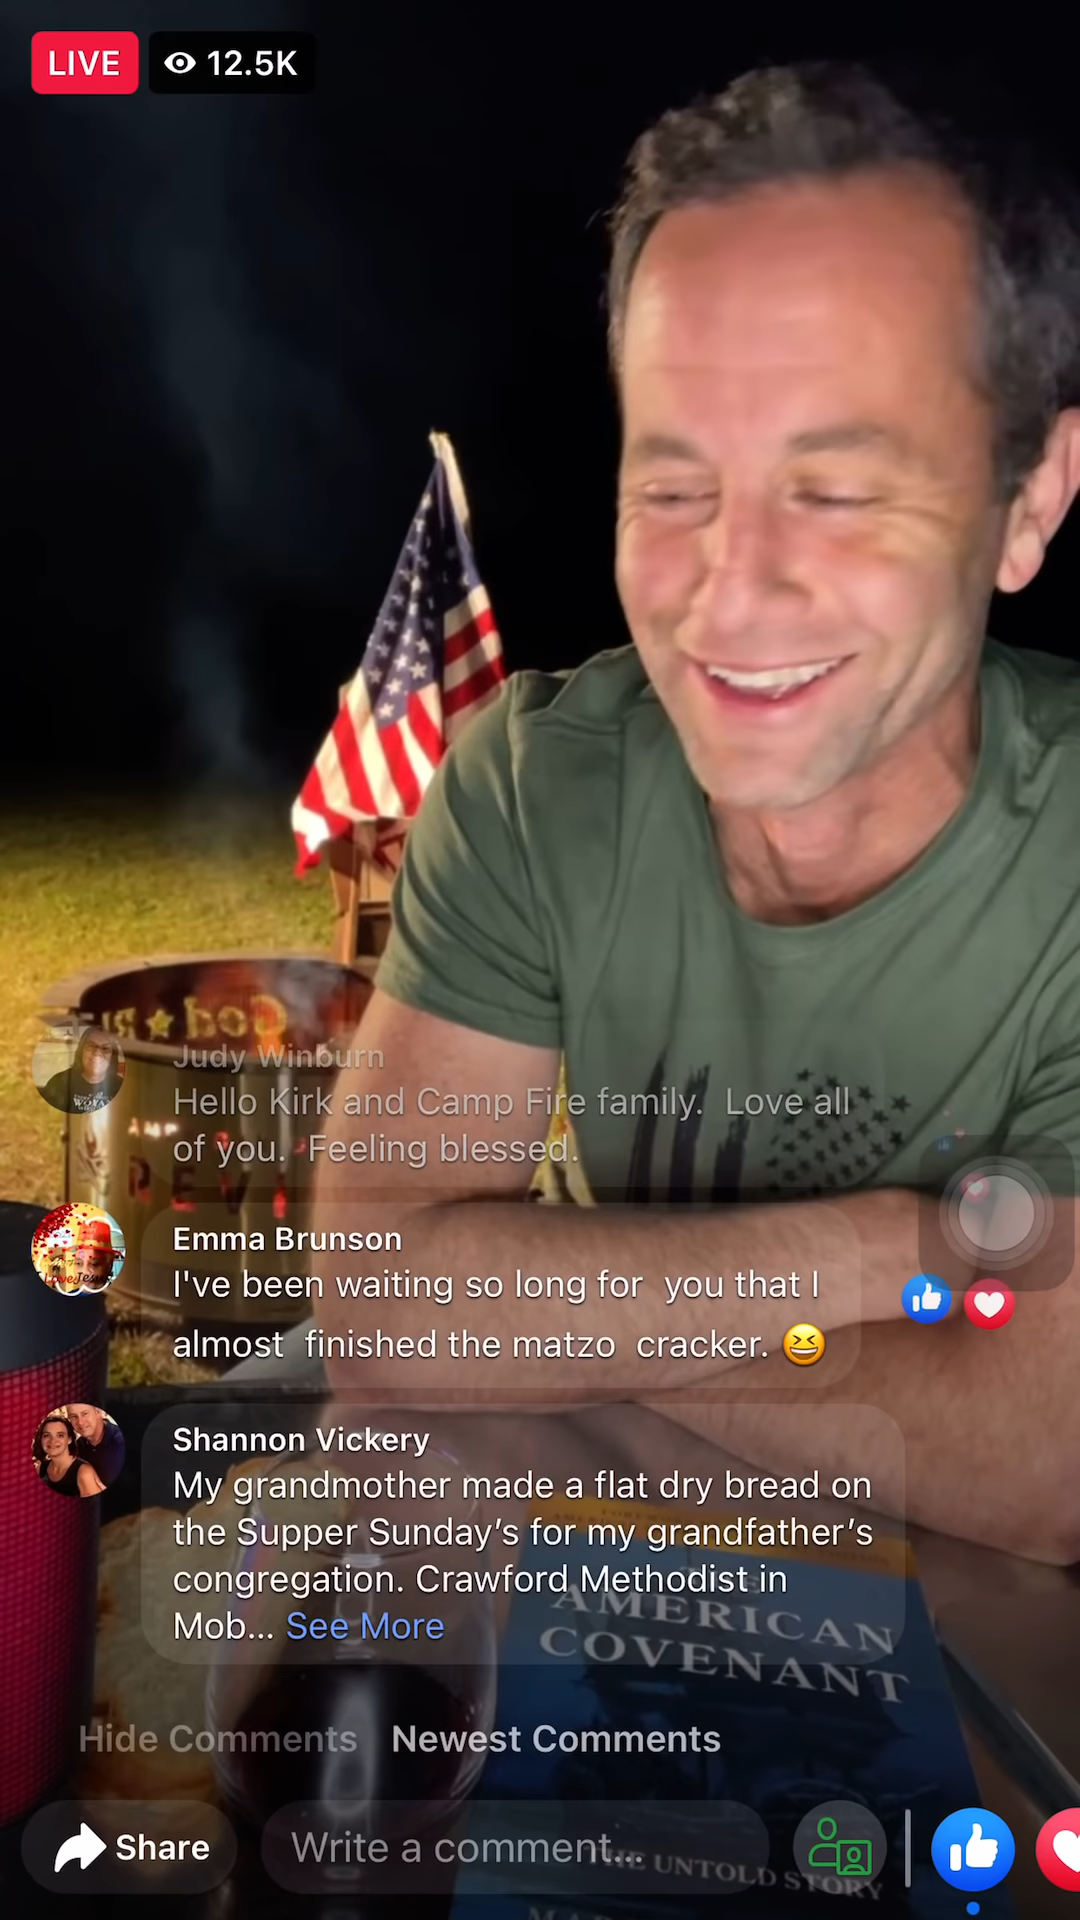 LIVE 12.5K
God
Judy Winburn
Hello Kirk and Camp Fire family.  Love all
of you.  Feeling blessed.
REVI
Emma Brunson
I've been waiting so long for  you that I
almost  finished the matzo  cracker. 😆
Shannon Vickery
My grandmother made a flat dry bread on
the Supper Sunday’s for my grandfather’s
congregation. Crawford Methodist in
Mob... See More
AMERICAN
COVENANT
Hide Comments Newest Comments
Share
Write a comment...
THE UNTOLD STORY